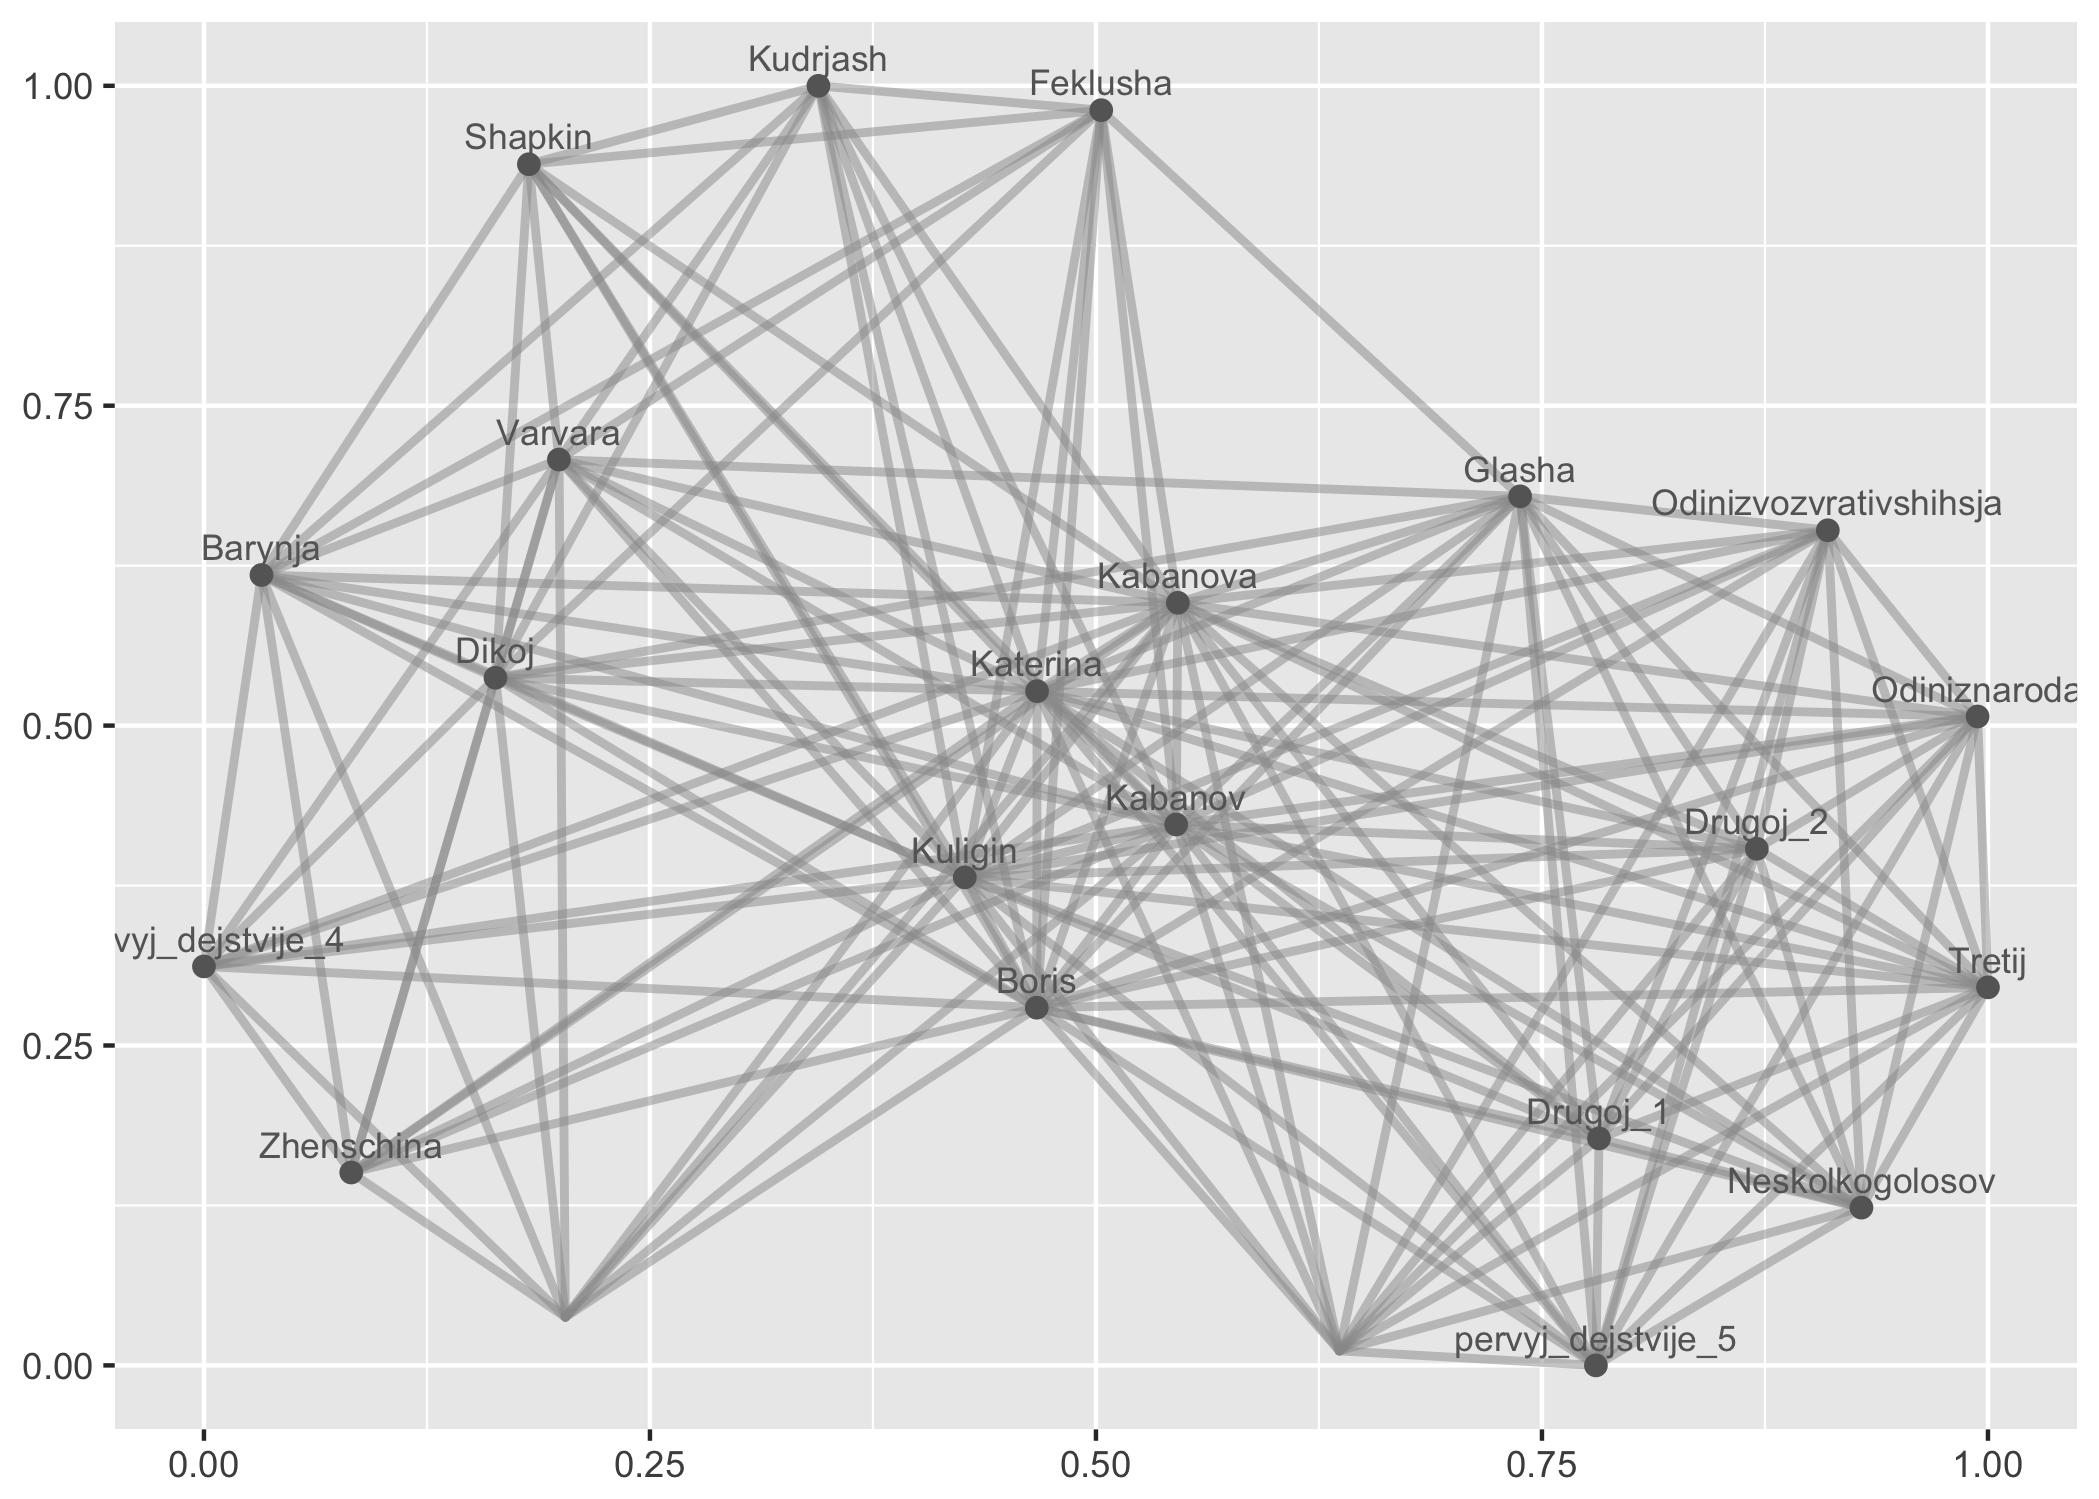 Kudrjash
Feklusha
1.00
Shapkin
0.75
Varvara
Glasha
Odinizvozvrativshihsja
Barynja
Kabanova
Dikoj
Katerina
Odiniznaroda
0.50
Kabanov
Drugoj_2
Kuligin
vyj_dejstvije_4
Boris
Tretij
0.25
Drugoj_1
Zhenschina
Neskolkogolosov
pervyj_dejstvije_5
0.00
0.00 0.25 0.50 0.75 1.00